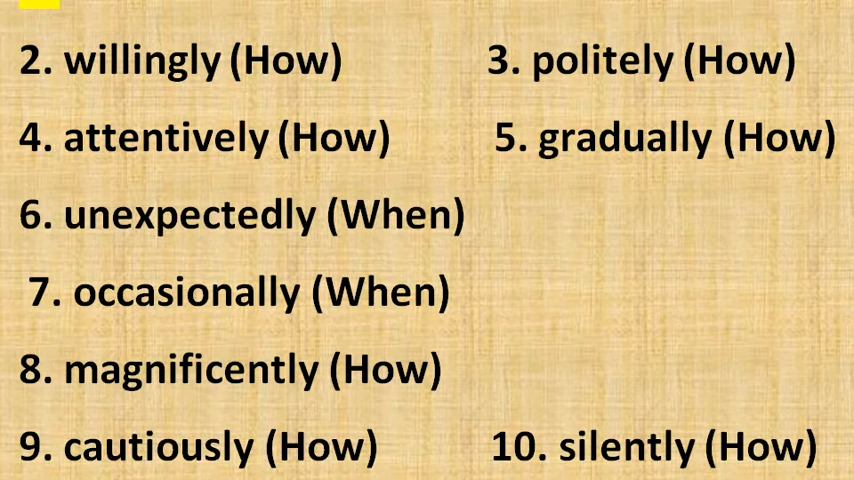 2. willingly (How) 3. politely (How)
4. attentively (How) 5. gradually (How)
6. unexpectedly (When)
7. occasionally (When)
8. magnificently (How)
9. cautiously (How) 10. silently (How)